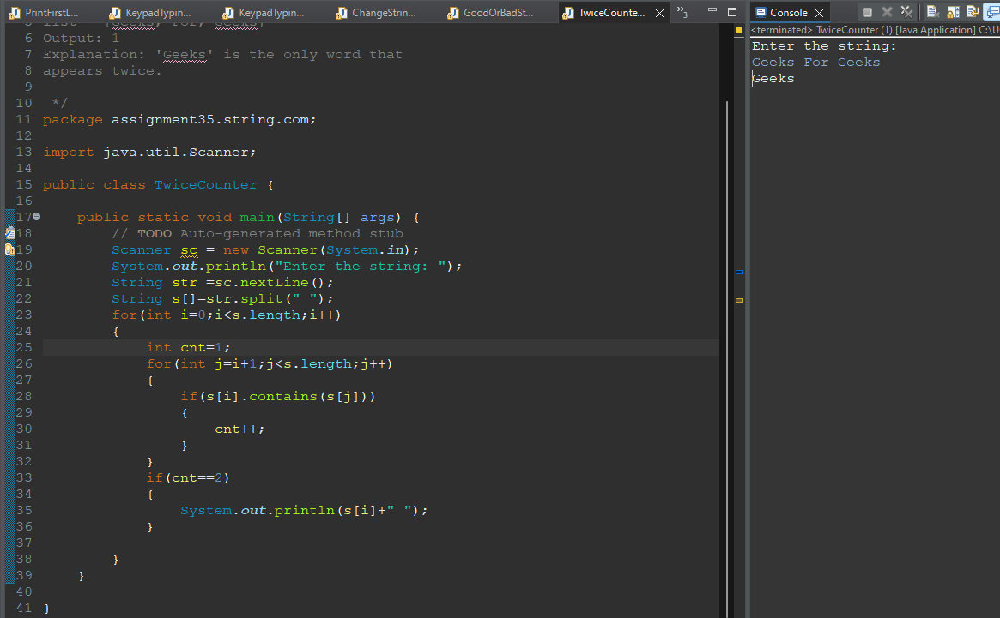 PrintFirstL... KeypadTypin... KeypadTypin... ChangeStrin... GoodOrBadSt... TwiceCounte... 3
6 Output: 1
7 Explanation: 'Geeks' is the only word that
8 appears twice.
9
10 */
11 package assignment35.string.com;
12
13 import java.util.Scanner;
14
15 public class TwiceCounter {
16
17 public static void main(String[] args) {
18 // TODO Auto-generated method stub
19 Scanner sc = new Scanner(System.in);
20 System.out.println("Enter the string: ");
21 String str =sc.nextLine();
22 String s[]=str.split(" ");
23 for(int i=0;i<s.length;i++)
24 {
25 int cnt=1;
26 for(int j=i+1;j<s.length;j++)
27 {
28 if(s[i].contains(s[j]))
29 {
30 cnt++;
31 }
32 }
33 if(cnt==2)
34 {
35 System.out.println(s[i]+" ");
36 }
37
38 }
39 }
40
41 }
Console
<terminated> TwiceCounter (1) [Java Application] C:\U
Enter the string:
Geeks For Geeks
Geeks